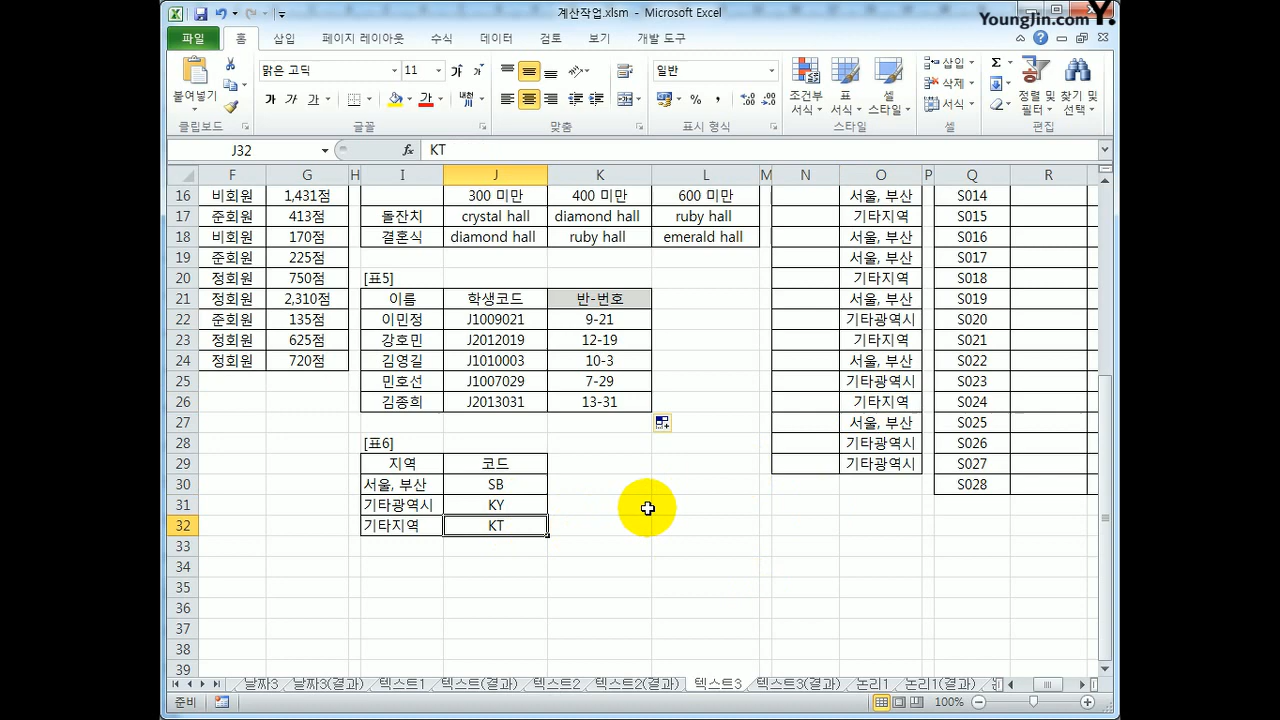 계산작업.xlsm - Microsoft Excel
YoungJin.com Y.
파일 홈 삽입 페이지 레이아웃 수식 데이터 검토 보기 개발 도구
붙여넣기
클립보드
맑은 고딕 11
가 가 가
글꼴
맞춤
일반
표시 형식
조건부 서식
표 서식
셀 스타일
스타일
삽입
삭제
서식
셀
정렬 및 필터
찾기 및 선택
편집
J32 fx KT
F G H I J K L M N O P Q R
16 비회원 1,431점 300 미만 400 미만 600 미만 서울, 부산 S014
17 준회원 413점 돌잔치 crystal hall diamond hall ruby hall 기타지역 S015
18 비회원 170점 결혼식 diamond hall ruby hall emerald hall 서울, 부산 S016
19 준회원 225점 서울, 부산 S017
20 정회원 750점 [표5] 기타지역 S018
21 정회원 2,310점 이름 학생코드 반-번호 서울, 부산 S019
22 준회원 135점 이민정 J1009021 9-21 기타광역시 S020
23 정회원 625점 강호민 J2012019 12-19 기타지역 S021
24 정회원 720점 김영길 J1010003 10-3 서울, 부산 S022
25 민호선 J1007029 7-29 기타광역시 S023
26 김종희 J2013031 13-31 기타지역 S024
27 서울, 부산 S025
28 [표6] 기타광역시 S026
29 지역 코드 기타광역시 S027
30 서울, 부산 SB S028
31 기타광역시 KY
32 기타지역 KT
33
34
35
36
37
38
39
날짜3 날짜3(결과) 텍스트1 텍스트(결과) 텍스트2 텍스트2(결과) 텍스트3 텍스트3(결과) 논리1 논리1(결과)
준비 100%